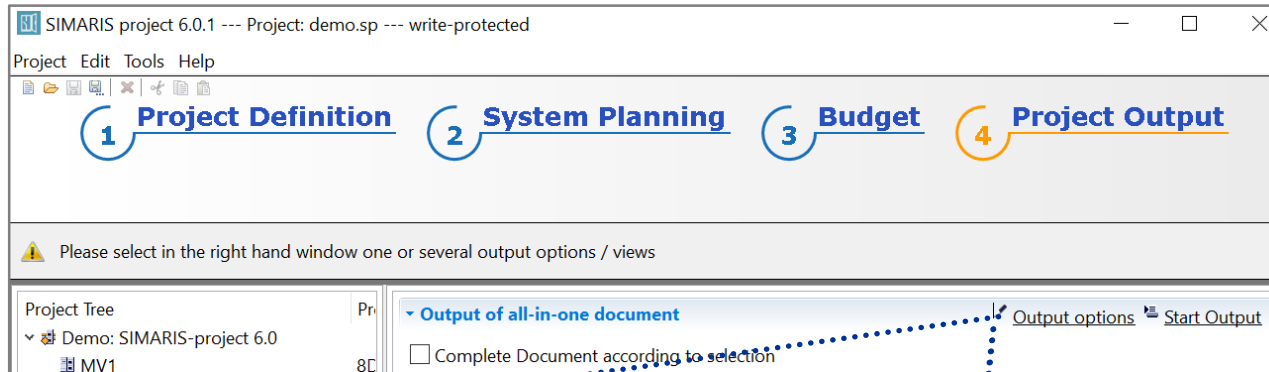 SIMARIS project 6.0.1 --- Project: demo.sp --- write-protected
Project Edit Tools Help
1 Project Definition 2 System Planning 3 Budget 4 Project Output
Please select in the right hand window one or several output options / views
Project Tree
Demo: SIMARIS-project 6.0
MV1
Output of all-in-one document Output options Start Output
Complete Document according to selection